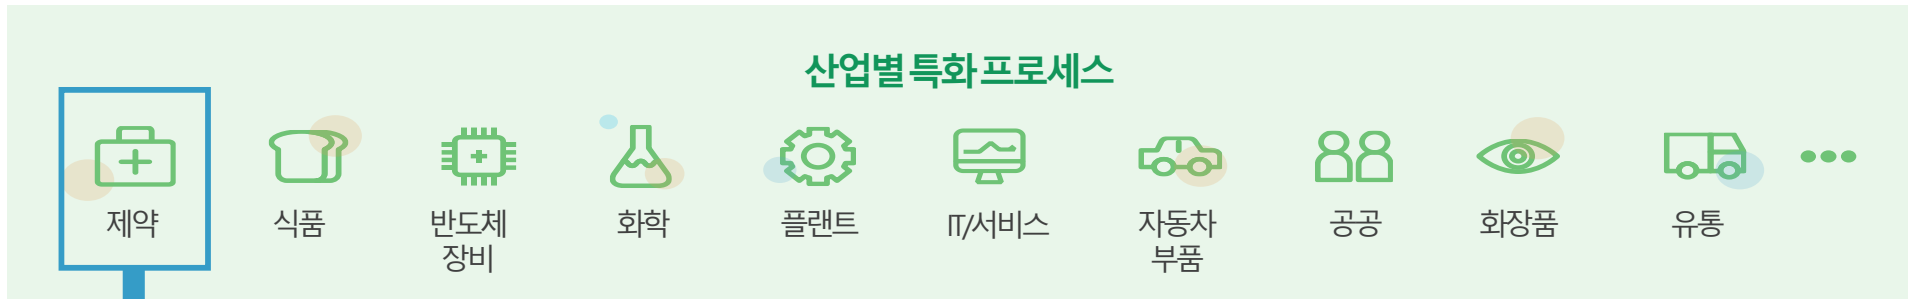 산업별 특화 프로세스
제약
식품
반도체
장비
화학
플랜트
IT/서비스
자동차
부품
공공
화장품
유통